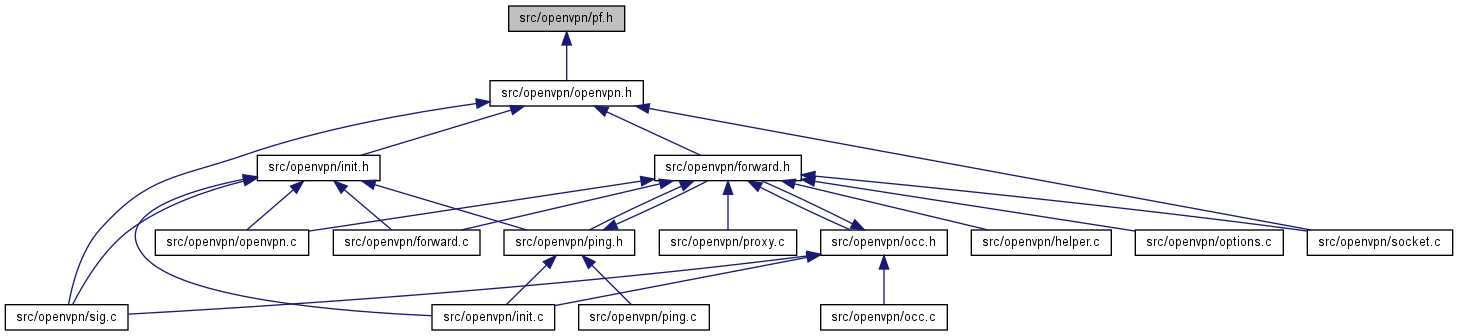 src/openvpn/pf.h
src/openvpn/openvpn.h
src/openvpn/init.h
src/openvpn/forward.h
src/openvpn/openvpn.c
src/openvpn/forward.c
src/openvpn/ping.h
src/openvpn/proxy.c
src/openvpn/occ.h
src/openvpn/helper.c
src/openvpn/options.c
src/openvpn/socket.c
src/openvpn/sig.c
src/openvpn/init.c
src/openvpn/ping.c
src/openvpn/occ.c